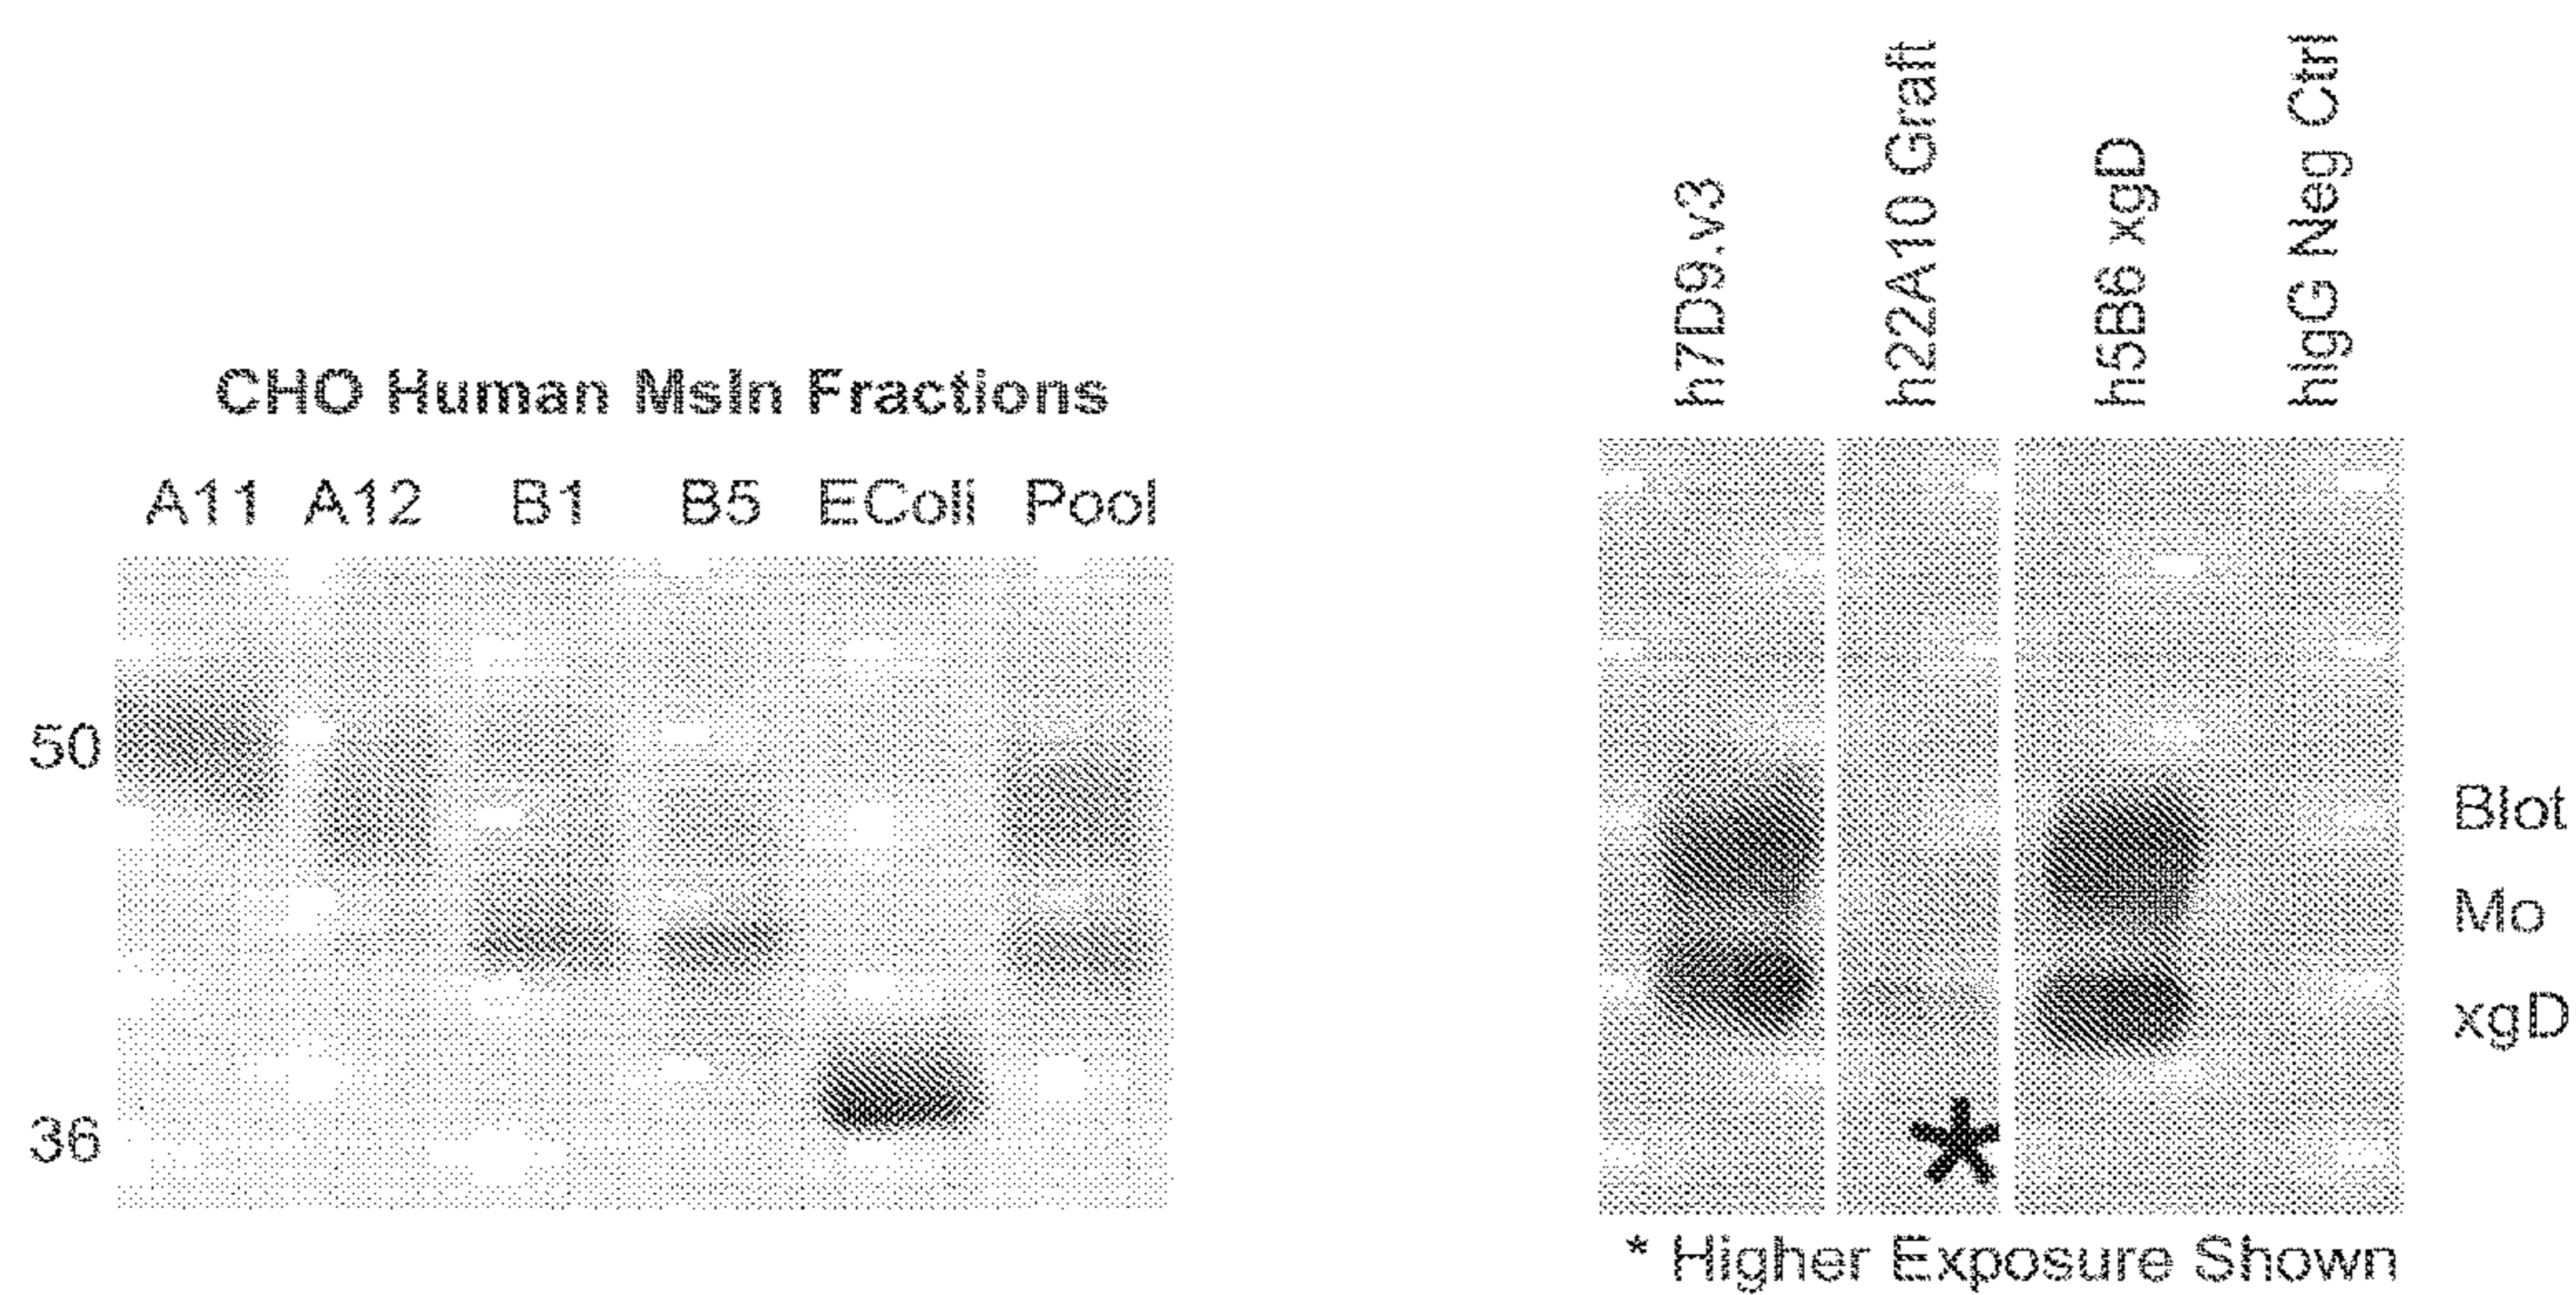 CHO Human Msln Fractions
A11 A12 B1 B5 EColi Pool
50
36
h7D9.v3
h22A10 Graft
h5B6 xgD
hIgG Neg Ctrl
Blot
Mo
xgD
*
* Higher Exposure Shown